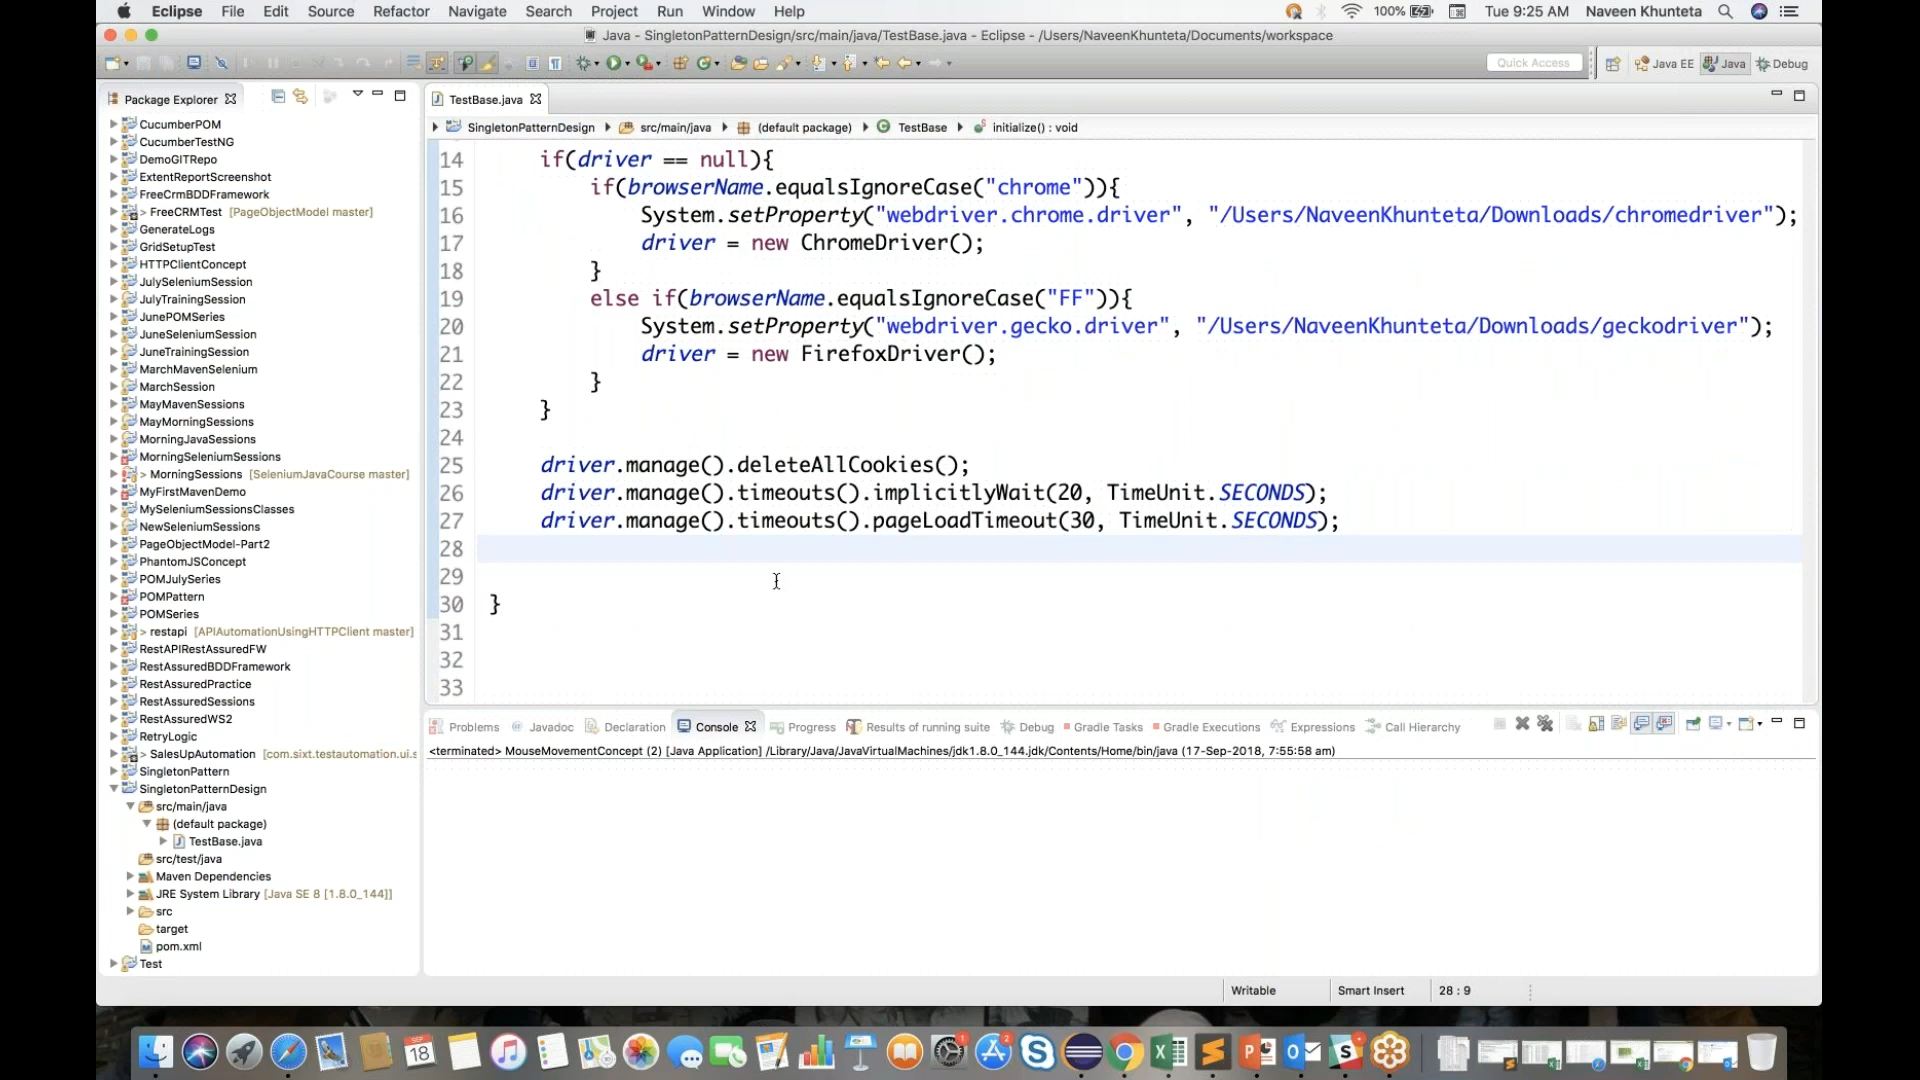 Eclipse File Edit Source Refactor Navigate Search Project Run Window Help 100% Tue 9:25 AM Naveen Khunteta
Java - SingletonPatternDesign/src/main/java/TestBase.java - Eclipse - /Users/NaveenKhunteta/Documents/workspace
Quick Access Java EE Java Debug
Package Explorer
CucumberPOM
CucumberTestNG
DemoGITRepo
ExtentReportScreenshot
FreeCrmBDDFramework
> FreeCRMTest [PageObjectModel master]
GenerateLogs
GridSetupTest
HTTPClientConcept
JulySeleniumSession
JulyTrainingSession
JunePOMSeries
JuneSeleniumSession
JuneTrainingSession
MarchMavenSelenium
MarchSession
MayMavenSessions
MayMorningSessions
MorningJavaSessions
MorningSeleniumSessions
> MorningSessions [SeleniumJavaCourse master]
MyFirstMavenDemo
MySeleniumSessionsClasses
NewSeleniumSessions
PageObjectModel-Part2
PhantomJSConcept
POMJulySeries
POMPattern
POMSeries
> restapi [APIAutomationUsingHTTPClient master]
RestAPIRestAssuredFW
RestAssuredBDDFramework
RestAssuredPractice
RestAssuredSessions
RestAssuredWS2
RetryLogic
> SalesUpAutomation [com.sixt.testautomation.ui.s
SingletonPattern
SingletonPatternDesign
src/main/java
(default package)
TestBase.java
src/test/java
Maven Dependencies
JRE System Library [Java SE 8 [1.8.0_144]]
src
target
pom.xml
Test
TestBase.java
SingletonPatternDesign src/main/java (default package) TestBase initialize() : void
14 if(driver == null){
15 if(browserName.equalsIgnoreCase("chrome")){
16 System.setProperty("webdriver.chrome.driver", "/Users/NaveenKhunteta/Downloads/chromedriver");
17 driver = new ChromeDriver();
18 }
19 else if(browserName.equalsIgnoreCase("FF")){
20 System.setProperty("webdriver.gecko.driver", "/Users/NaveenKhunteta/Downloads/geckodriver");
21 driver = new FirefoxDriver();
22 }
23 }
24
25 driver.manage().deleteAllCookies();
26 driver.manage().timeouts().implicitlyWait(20, TimeUnit.SECONDS);
27 driver.manage().timeouts().pageLoadTimeout(30, TimeUnit.SECONDS);
28
29
30 }
31
32
33
Problems Javadoc Declaration Console Progress Results of running suite Debug Gradle Tasks Gradle Executions Expressions Call Hierarchy
<terminated> MouseMovementConcept (2) [Java Application] /Library/Java/JavaVirtualMachines/jdk1.8.0_144.jdk/Contents/Home/bin/java (17-Sep-2018, 7:55:58 am)
Writable Smart Insert 28 : 9
SEP 18